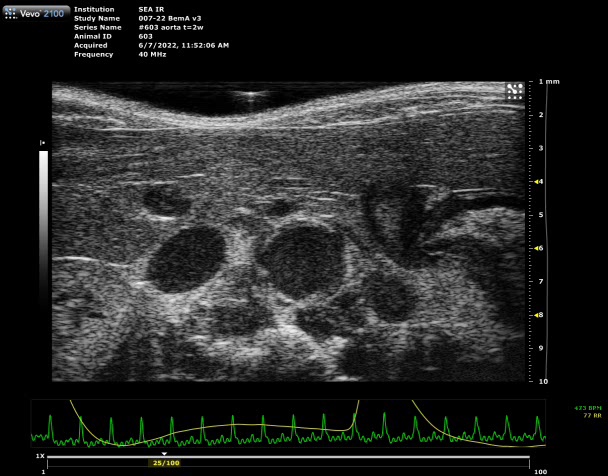 Vevo 2100
Institution SEA IR
Study Name 007-22 BemA v3
Series Name #603 aorta t=2w
Animal ID 603
Acquired 6/7/2022, 11:52:06 AM
Frequency 40 MHz
1 mm
2
3
4
5
6
7
8
9
10
473 BPM
77 RR
1X
25/100
1
100